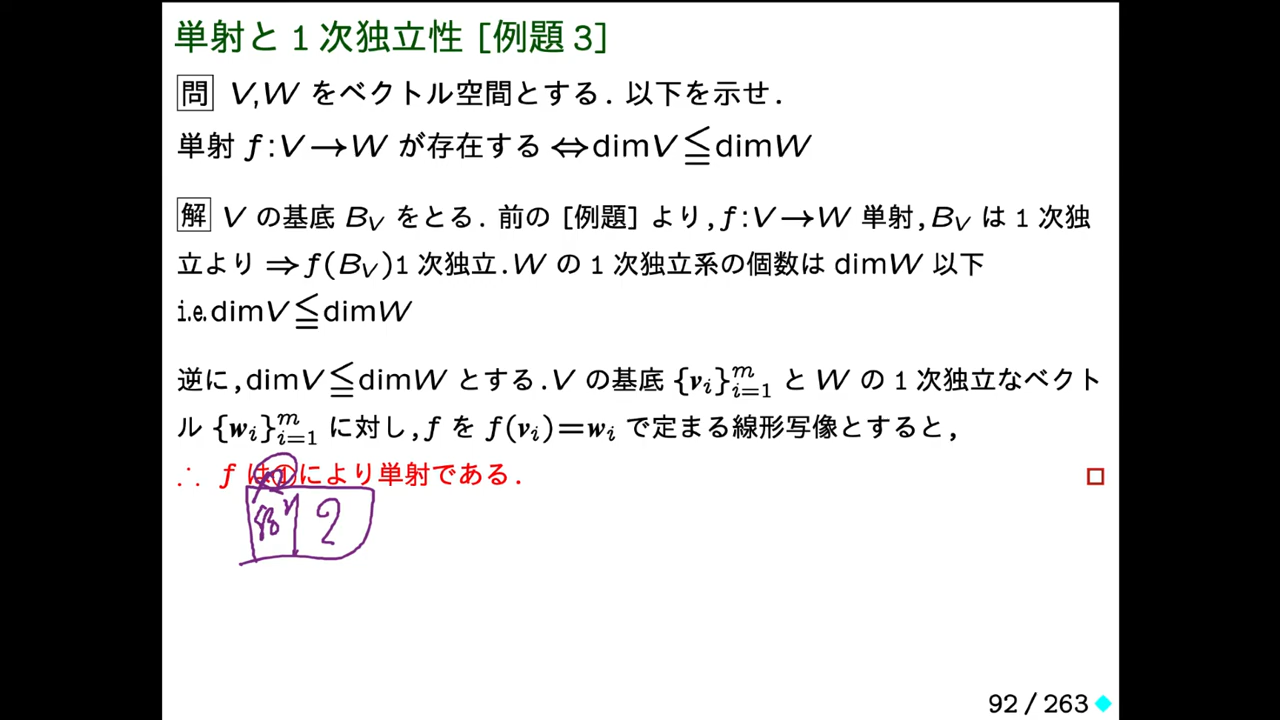 単射と1次独立性 [例題3]
問 V,W をベクトル空間とする. 以下を示せ.
単射 f:V→W が存在する ⇔dimV≦dimW
解 V の基底 B_V をとる. 前の [例題] より,f:V→W 単射,B_V は 1 次独
立より ⇒f(B_V)1 次独立.W の 1 次独立系の個数は dimW 以下
i.e.dimV≦dimW
逆に,dimV≦dimW とする.V の基底 {v_i}_{i=1}^m と W の 1 次独立なベクト
ル {w_i}_{i=1}^m に対し,f を f(v_i)=w_i で定まる線形写像とすると,
∴ f は①により単射である. □
2
92 / 263